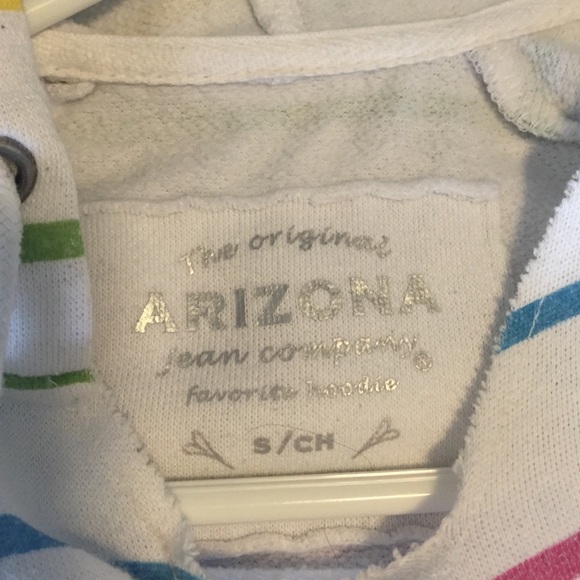 The original
ARIZONA
jean company®
favorite hoodie
S/CH